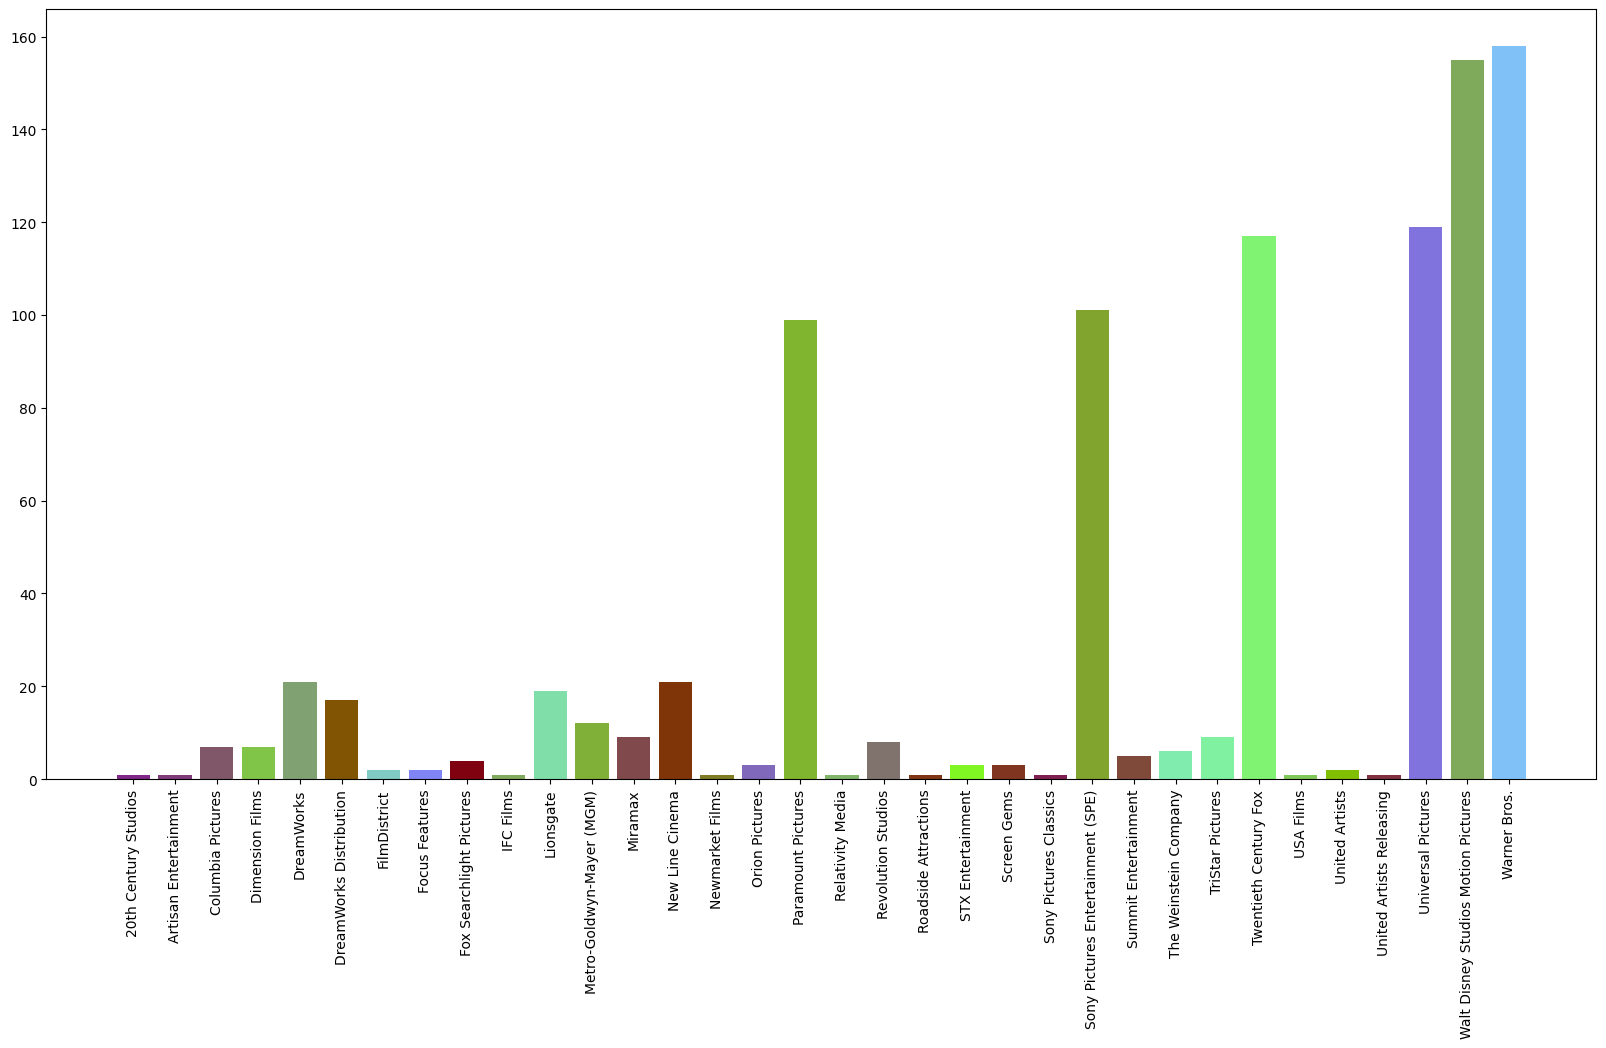 160
140
120
100
80
60
40
20
0
20th Century Studios
Artisan Entertainment
Columbia Pictures
Dimension Films
DreamWorks
DreamWorks Distribution
FilmDistrict
Focus Features
Fox Searchlight Pictures
IFC Films
Lionsgate
Metro-Goldwyn-Mayer (MGM)
Miramax
New Line Cinema
Newmarket Films
Orion Pictures
Paramount Pictures
Relativity Media
Revolution Studios
Roadside Attractions
STX Entertainment
Screen Gems
Sony Pictures Classics
Sony Pictures Entertainment (SPE)
Summit Entertainment
The Weinstein Company
TriStar Pictures
Twentieth Century Fox
USA Films
United Artists
United Artists Releasing
Universal Pictures
Walt Disney Studios Motion Pictures
Warner Bros.